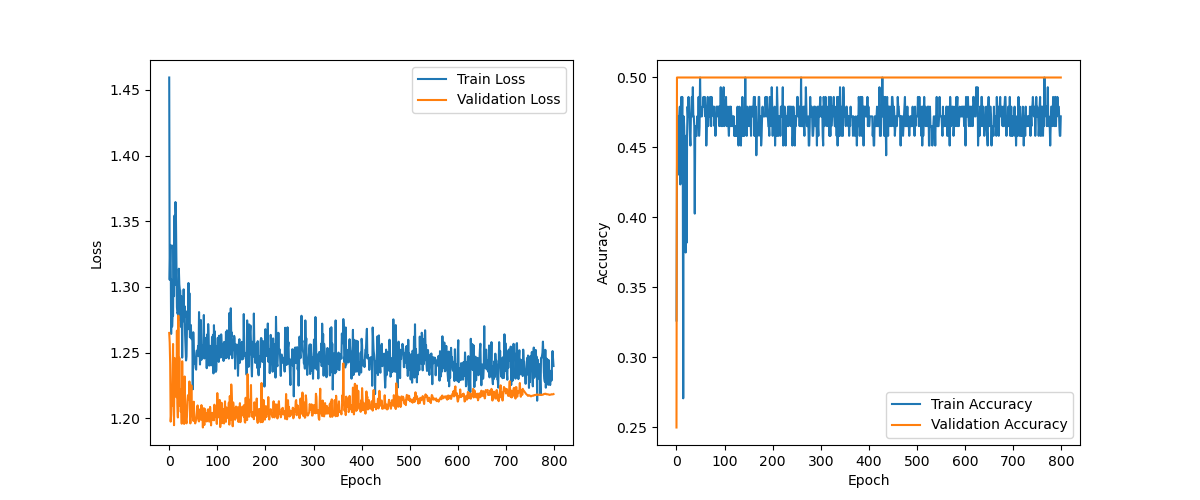 Train Loss
Validation Loss
1.45
1.40
1.35
1.30
1.25
1.20
Loss
0 100 200 300 400 500 600 700 800
Epoch
0.50
0.45
0.40
0.35
0.30
0.25
Accuracy
Train Accuracy
Validation Accuracy
0 100 200 300 400 500 600 700 800
Epoch